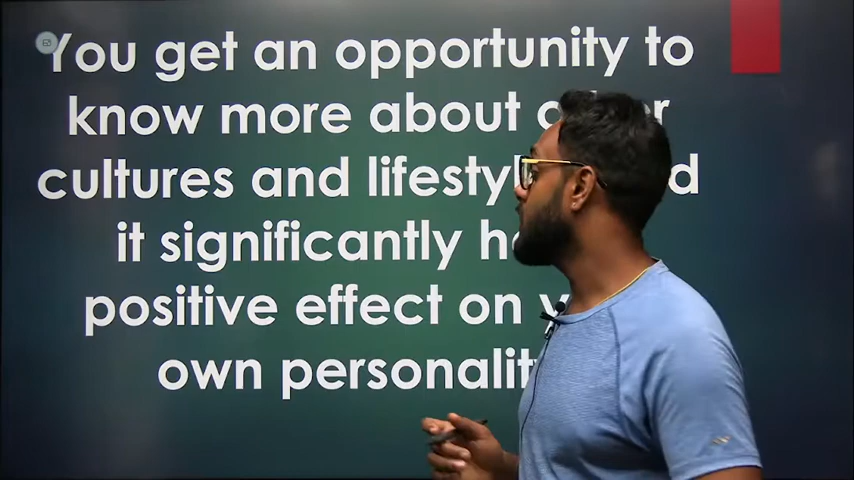 You get an opportunity to
know more about
cultures and
it significantly
positive effect on
own